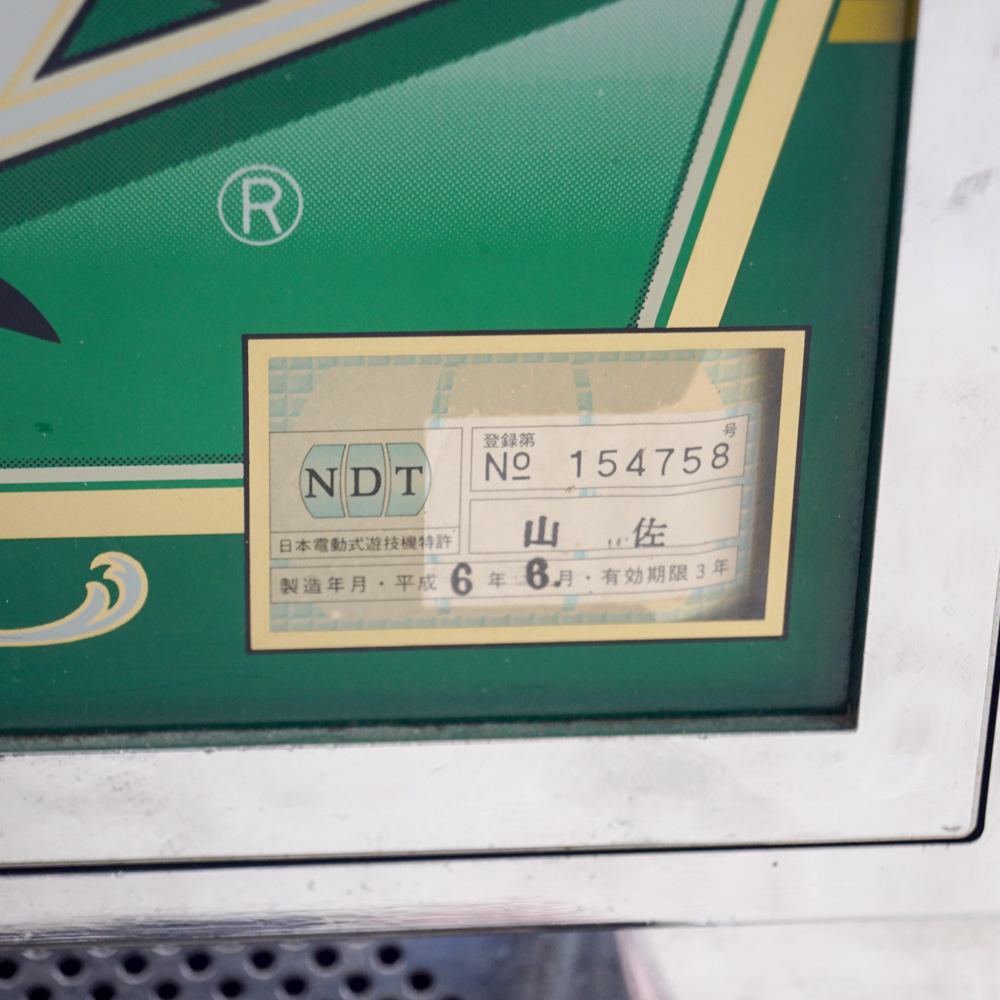 ®
NDT
日本電動式遊技機特許
登録第 号
№ 154758
山佐
製造年月・平成6年6.月・有効期限3年